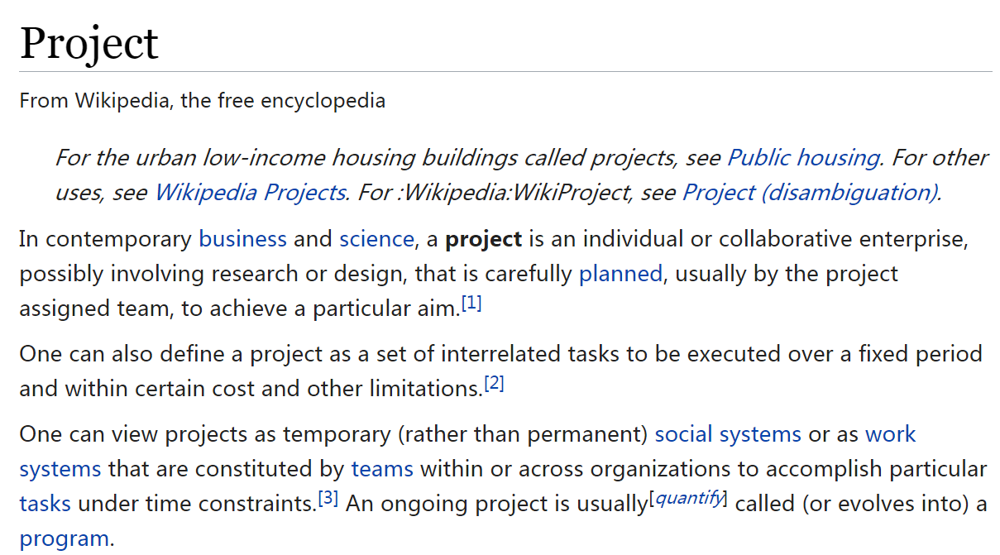 Project
From Wikipedia, the free encyclopedia
For the urban low-income housing buildings called projects, see Public housing. For other
uses, see Wikipedia Projects. For :Wikipedia:WikiProject, see Project (disambiguation).
In contemporary business and science, a project is an individual or collaborative enterprise,
possibly involving research or design, that is carefully planned, usually by the project
assigned team, to achieve a particular aim.[1]
One can also define a project as a set of interrelated tasks to be executed over a fixed period
and within certain cost and other limitations.[2]
One can view projects as temporary (rather than permanent) social systems or as work
systems that are constituted by teams within or across organizations to accomplish particular
tasks under time constraints.[3] An ongoing project is usually[quantify] called (or evolves into) a
program.